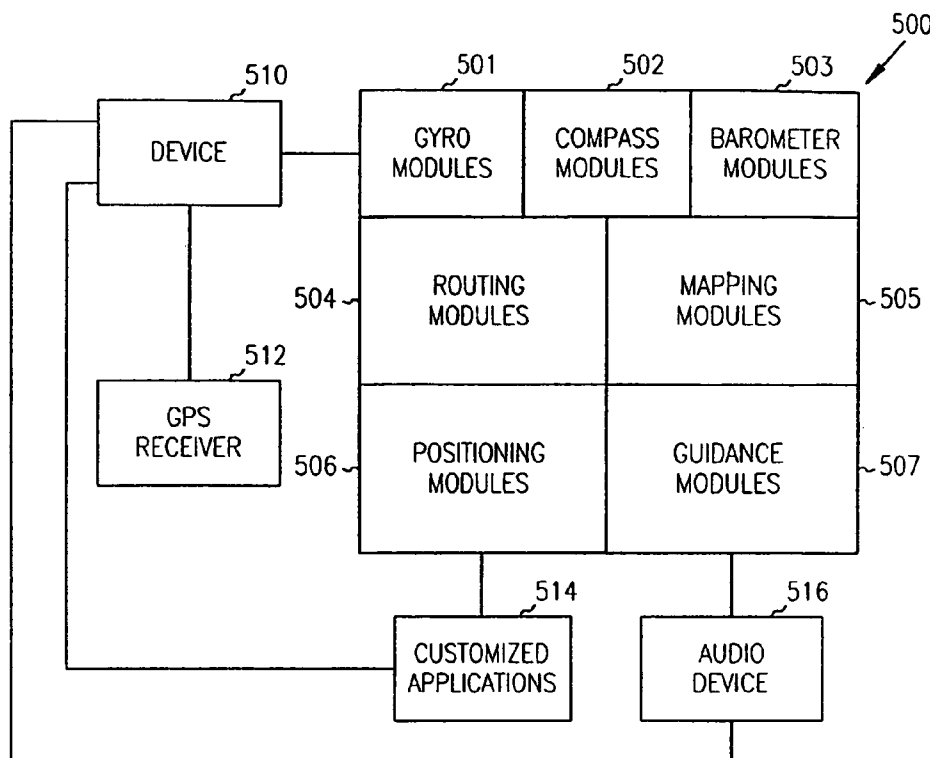 500
510
501
502
503
DEVICE
GYRO
MODULES
COMPASS
MODULES
BAROMETER
MODULES
504
ROUTING
MODULES
MAPPING
MODULES
505
512
GPS
RECEIVER
506
POSITIONING
MODULES
GUIDANCE
MODULES
507
514
CUSTOMIZED
APPLICATIONS
516
AUDIO
DEVICE